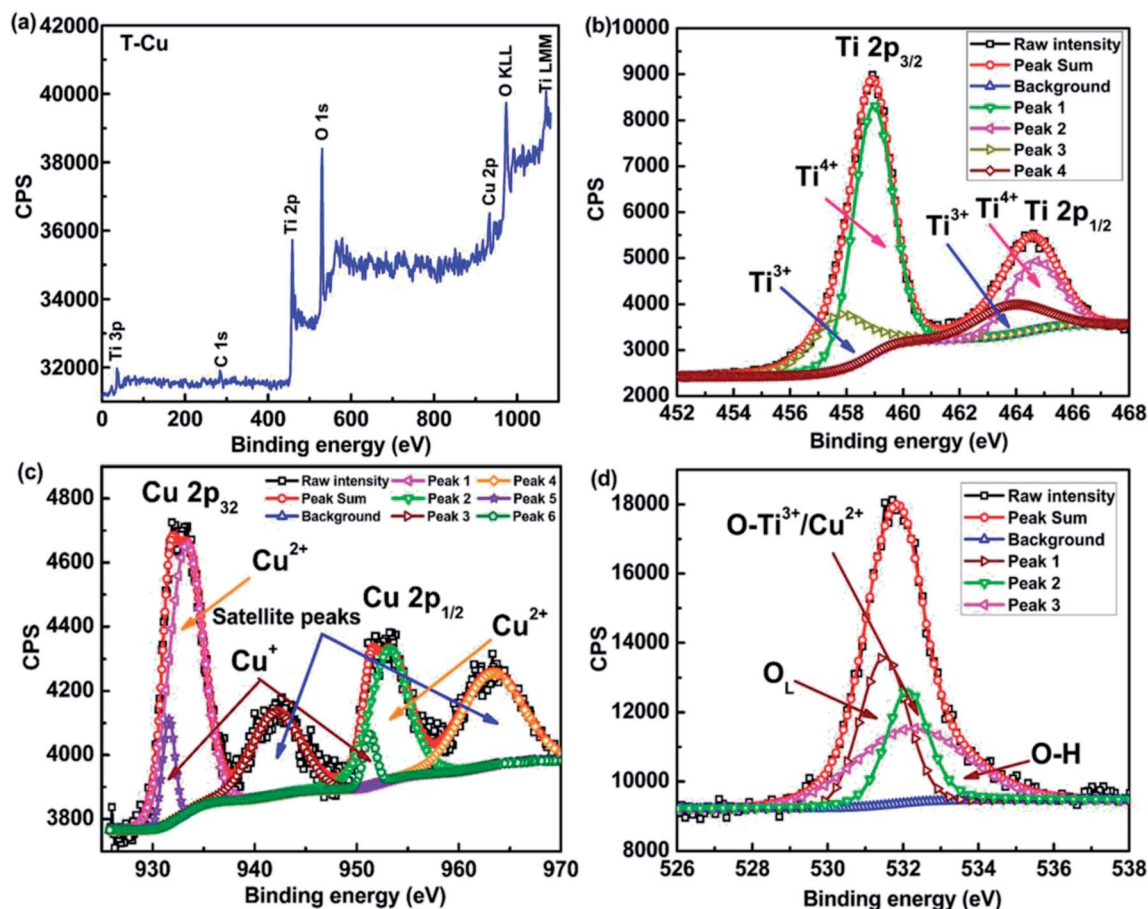 (a)
T-Cu
CPS
42000
40000
38000
36000
34000
32000
Ti 3p
C 1s
Ti 2p
O 1s
Cu 2p
O KLL
Ti LMM
0 200 400 600 800 1000
Binding energy (eV)
(b)
Ti 2p3/2
CPS
9000
8000
7000
6000
5000
4000
3000
2000
Raw intensity
Peak Sum
Background
Peak 1
Peak 2
Peak 3
Peak 4
Ti4+
Ti3+
Ti3+
Ti4+
Ti 2p1/2
452 454 456 458 460 462 464 466 468
Binding energy (eV)
(c)
Cu 2p32
CPS
4800
4600
4400
4200
4000
3800
Raw intensity
Peak Sum
Background
Peak 1
Peak 2
Peak 3
Peak 4
Peak 5
Peak 6
Cu2+
Satellite peaks
Cu+
Cu 2p1/2
Cu2+
930 940 950 960 970
Binding energy (eV)
(d)
CPS
18000
16000
14000
12000
10000
8000
O-Ti3+/Cu2+
Raw intensity
Peak Sum
Background
Peak 1
Peak 2
Peak 3
OL
O-H
526 528 530 532 534 536 538
Binding energy (eV)